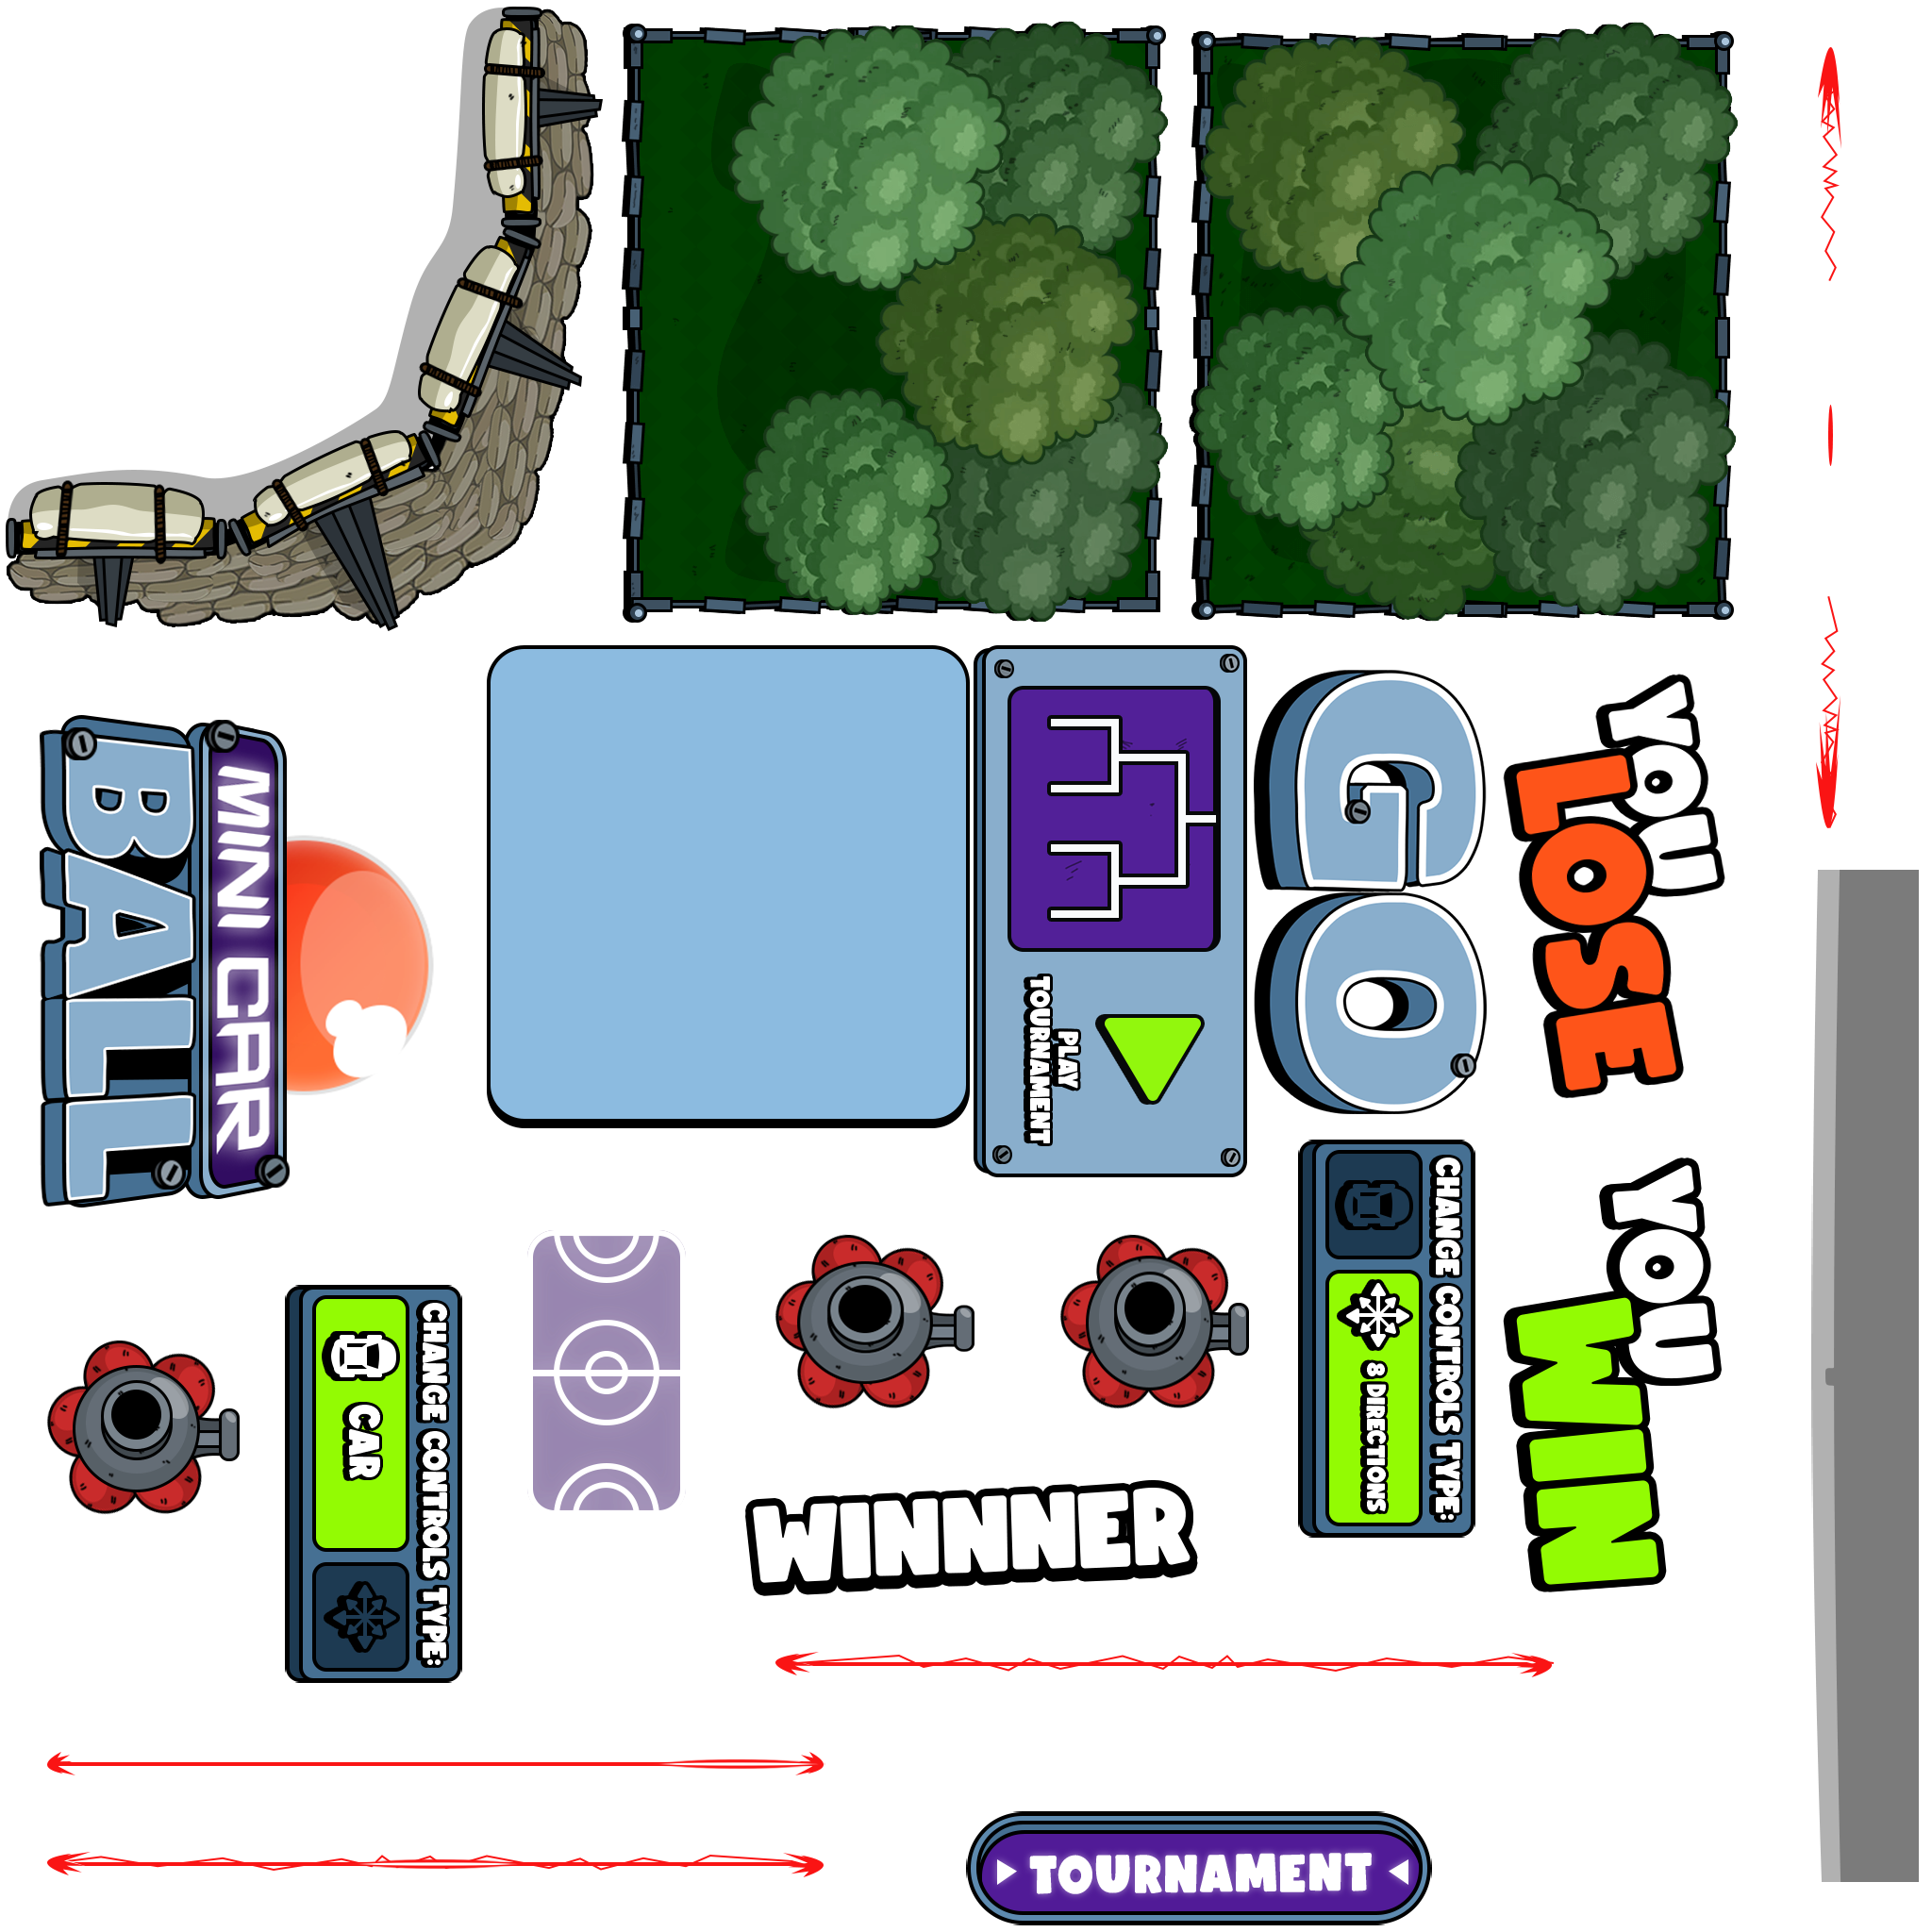 MINI CAR
BALL
PLAY
TOURNAMENT
GO
YOU
LOSE
CHANGE CONTROLS TYPE:
8 DIRECTIONS
YOU
WIN
CHANGE CONTROLS TYPE:
CAR
WINNNER
TOURNAMENT